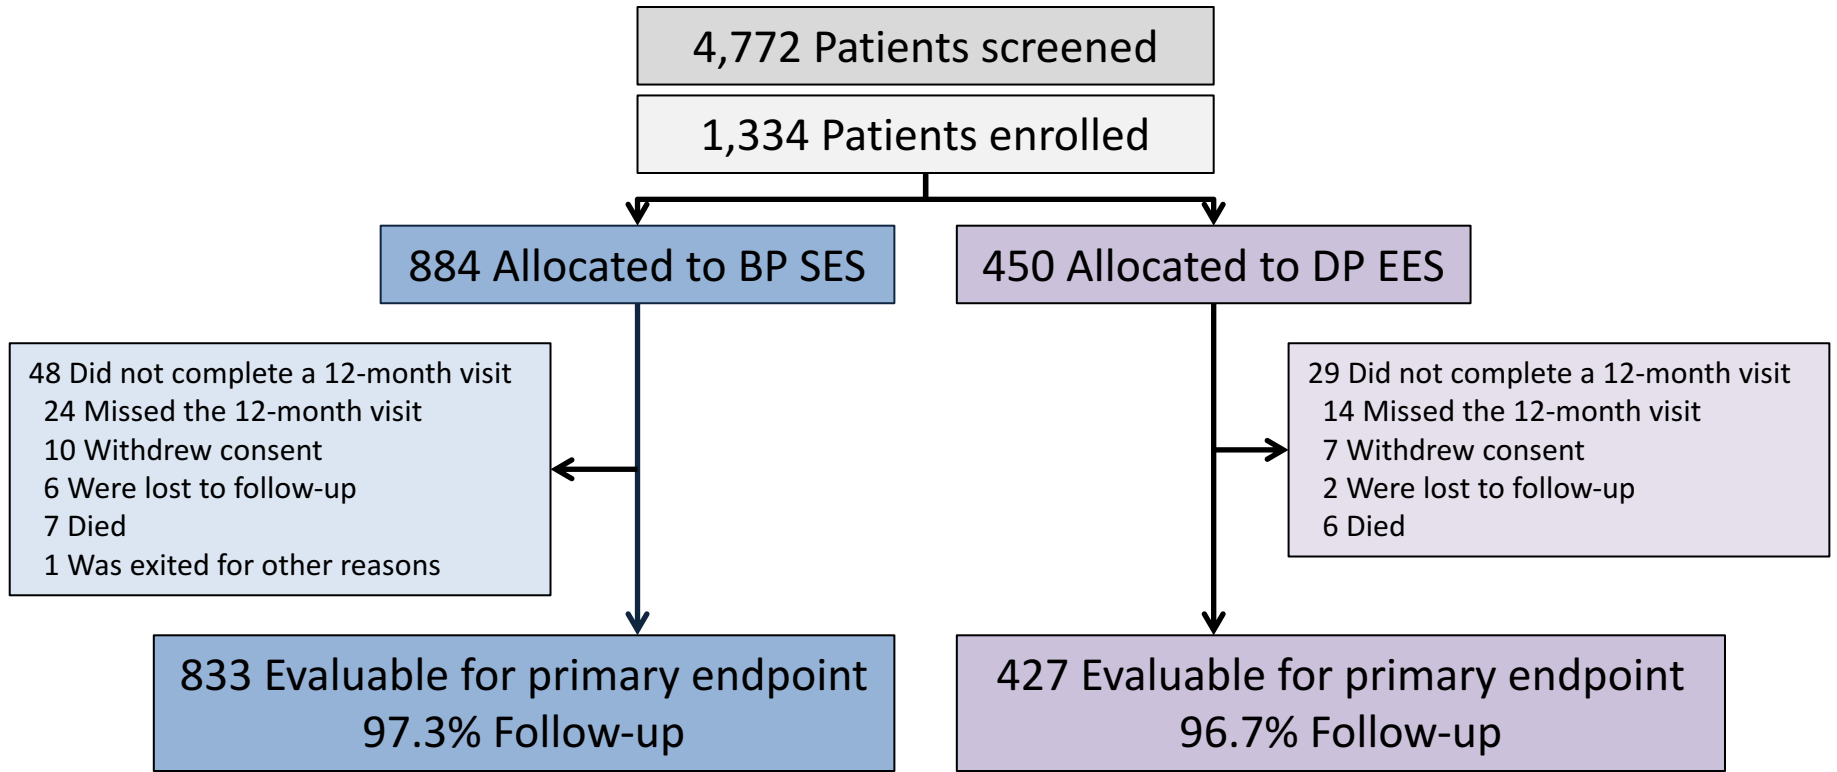 4,772 Patients screened
1,334 Patients enrolled
884 Allocated to BP SES
450 Allocated to DP EES
48 Did not complete a 12-month visit
24 Missed the 12-month visit
10 Withdrew consent
6 Were lost to follow-up
7 Died
1 Was exited for other reasons
29 Did not complete a 12-month visit
14 Missed the 12-month visit
7 Withdrew consent
2 Were lost to follow-up
6 Died
833 Evaluable for primary endpoint
97.3% Follow-up
427 Evaluable for primary endpoint
96.7% Follow-up